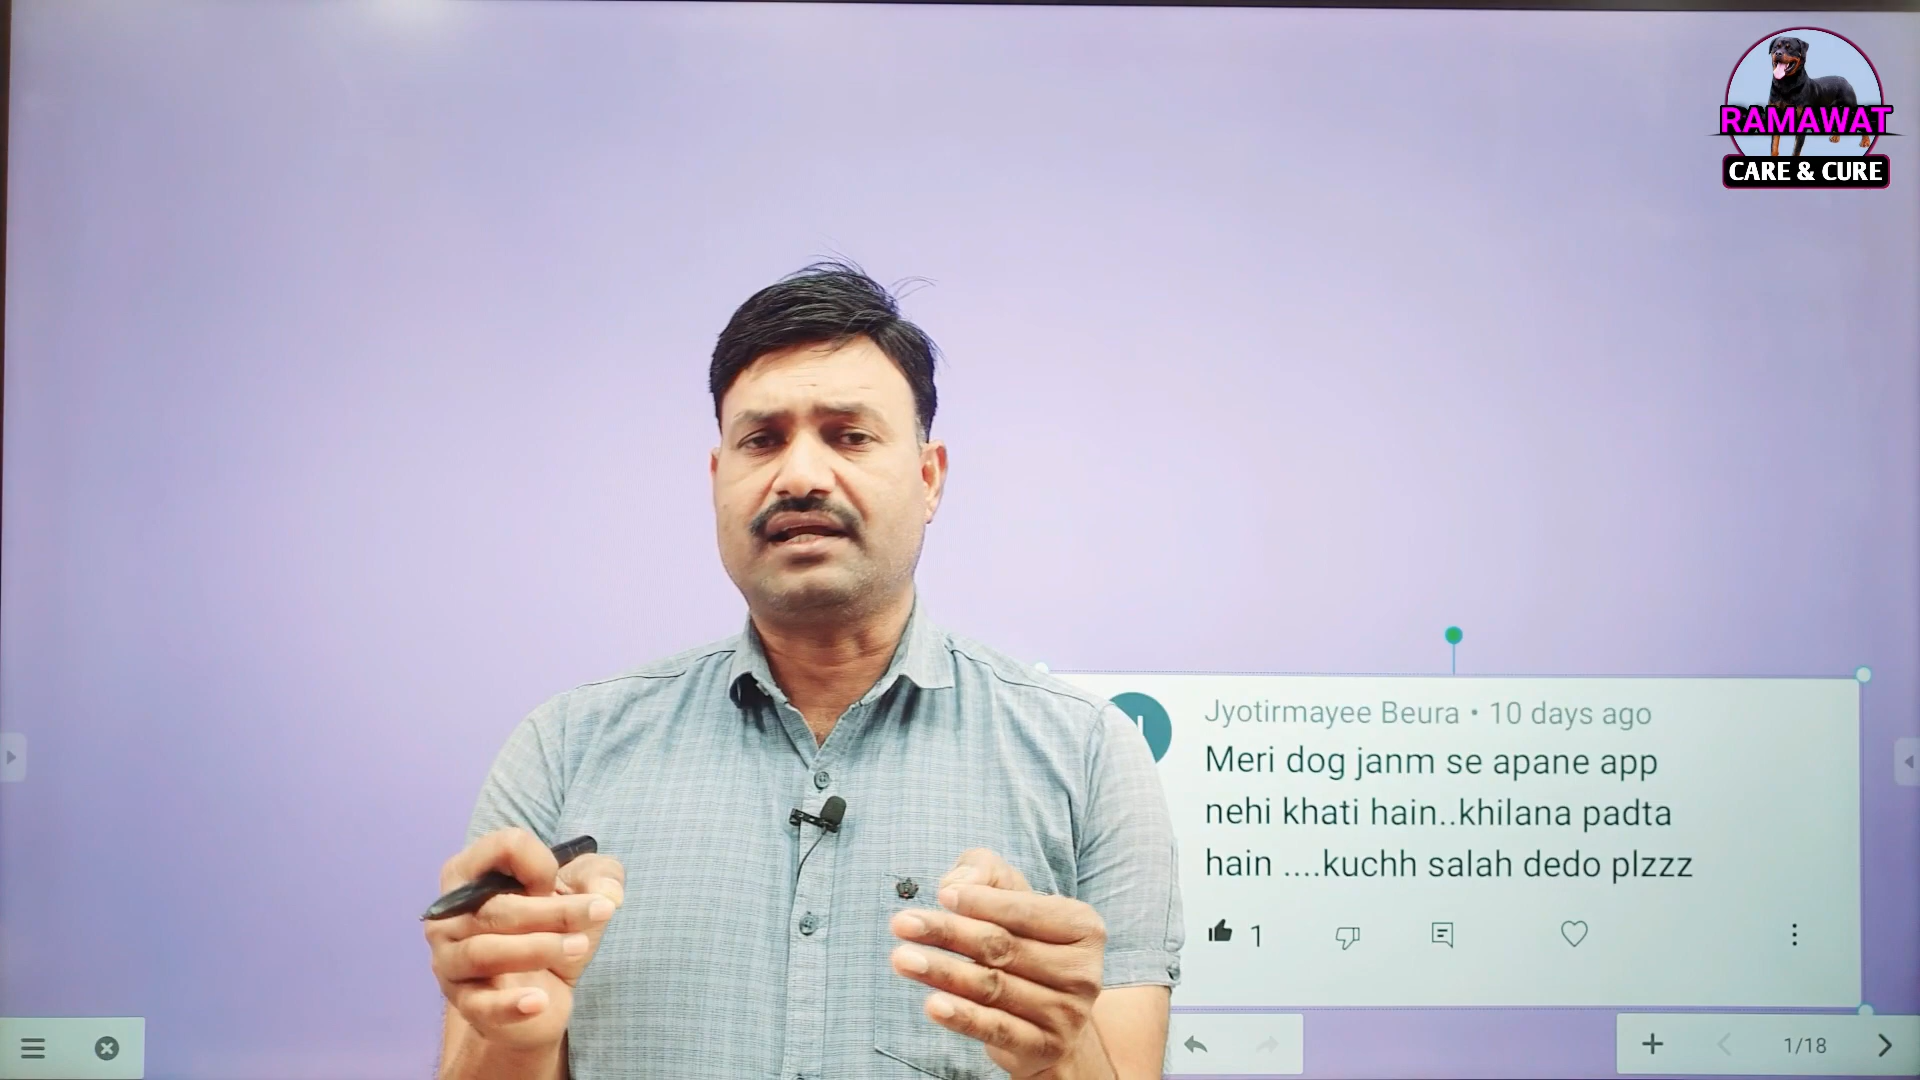 RAMAWAT
CARE & CURE
Jyotirmayee Beura • 10 days ago
Meri dog janm se apane app
nehi khati hain..khilana padta
hain ....kuchh salah dedo plzzz
1
1/18